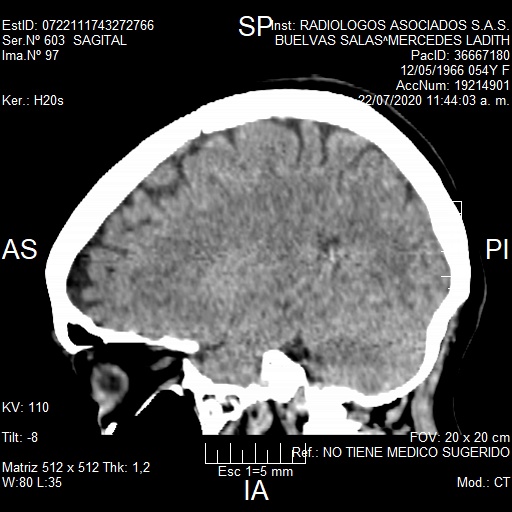 EstID: 0722111743272766
Ser.Nº 603 SAGITAL
Ima.Nº 97
Ker.: H20s
SP
Inst: RADIOLOGOS ASOCIADOS S.A.S.
BUELVAS SALAS^MERCEDES LADITH
PacID: 36667180
12/05/1966 054Y F
AccNum: 19214901
22/07/2020 11:44:03 a. m.
AS
PI
KV: 110
Tilt: -8
Matriz 512 x 512 Thk: 1,2
W:80 L:35
Esc 1=5 mm
IA
FOV: 20 x 20 cm
Ref.: NO TIENE MEDICO SUGERIDO
Mod.: CT